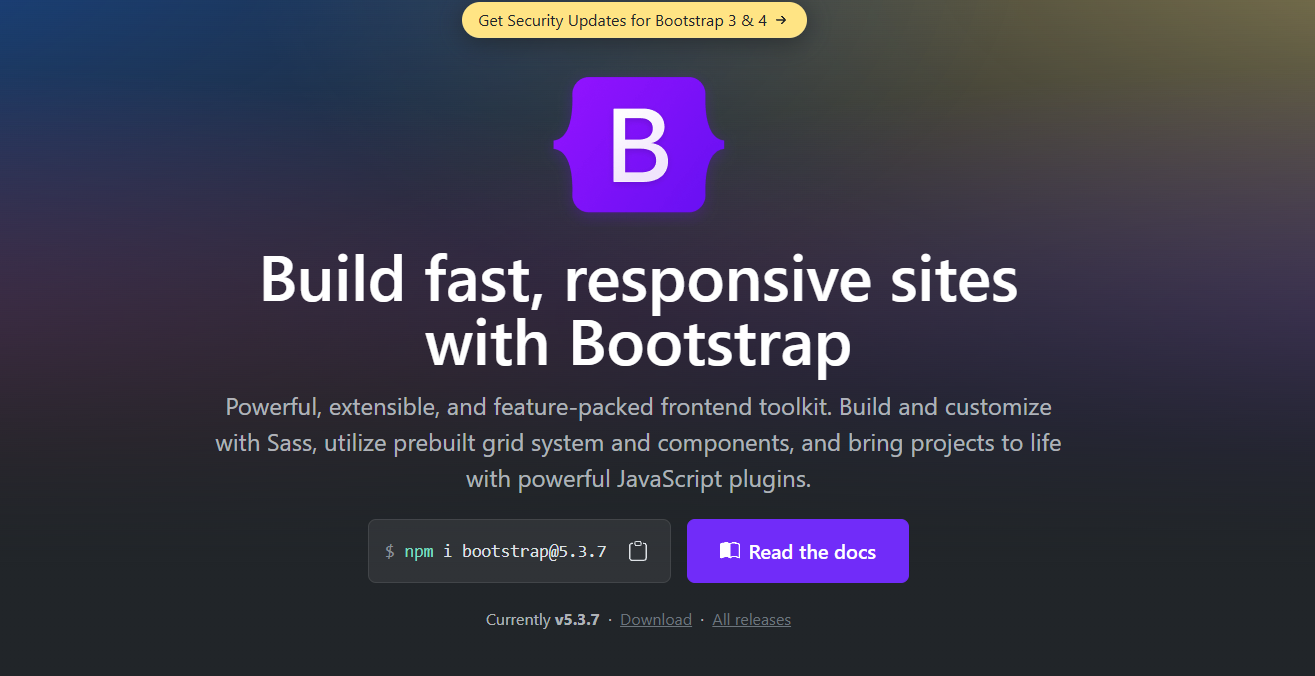 Get Security Updates for Bootstrap 3 & 4 →
B
Build fast, responsive sites
with Bootstrap
Powerful, extensible, and feature-packed frontend toolkit. Build and customize
with Sass, utilize prebuilt grid system and components, and bring projects to life
with powerful JavaScript plugins.
$ npm i bootstrap@5.3.7
Read the docs
Currently v5.3.7 · Download · All releases